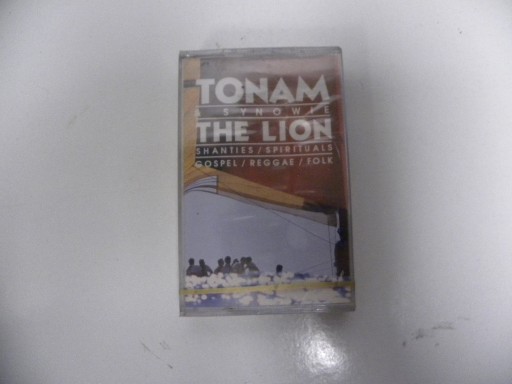 TONAM
& SYNOWIE
THE LION
SHANTIES / SPIRITUALS
GOSPEL / REGGAE / FOLK